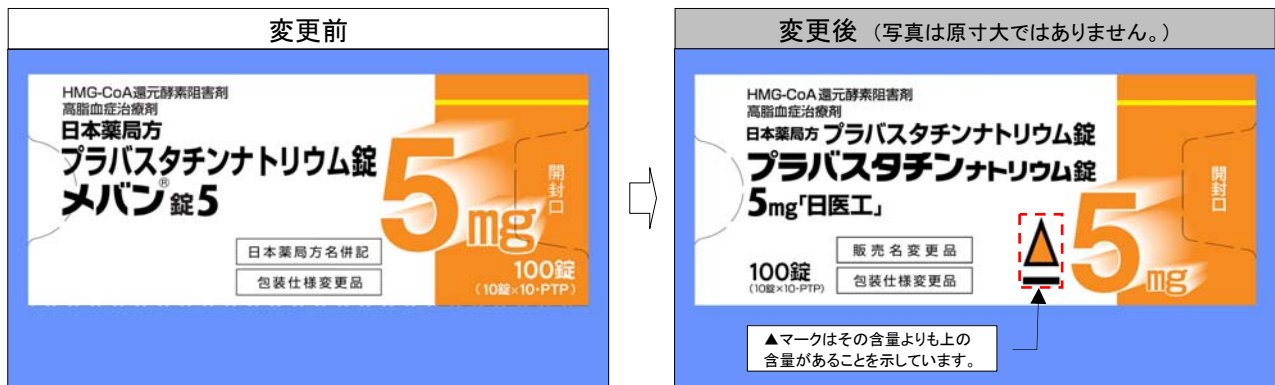 変更前
HMG-CoA還元酵素阻害剤
高脂血症治療剤
日本薬局方
プラバスタチンナトリウム錠
メバン®錠5
5mg
開封口
日本薬局方名併記
包装仕様変更品
100錠
(10錠×10・PTP)
変更後 (写真は原寸大ではありません。)
HMG-CoA還元酵素阻害剤
高脂血症治療剤
日本薬局方 プラバスタチンナトリウム錠
プラバスタチンナトリウム錠
5mg「日医工」
5mg
開封口
販売名変更品
包装仕様変更品
100錠
(10錠×10・PTP)
▲マークはその含量よりも上の
含量があることを示しています。